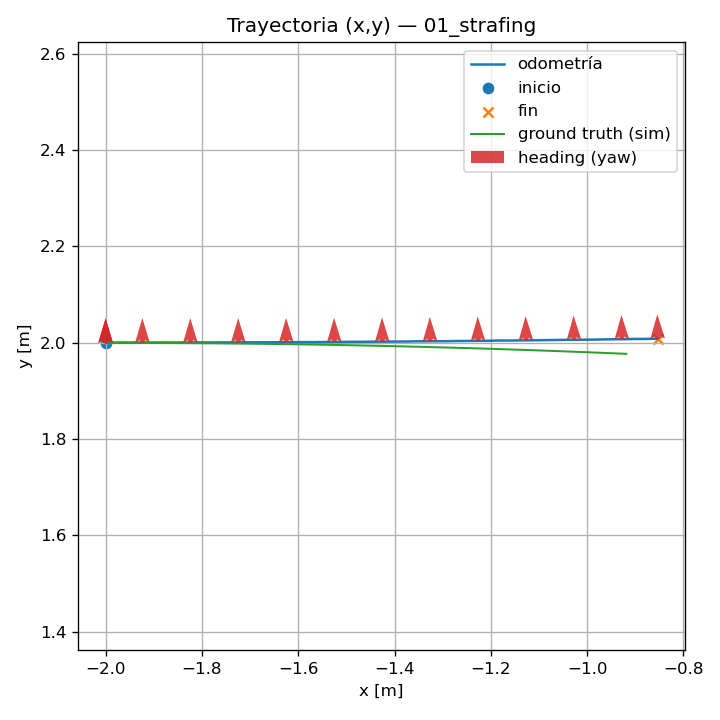 Trayectoria (x,y) — 01_strafing
odometría
inicio
fin
ground truth (sim)
heading (yaw)
y [m]
2.6
2.4
2.2
2.0
1.8
1.6
1.4
−2.0 −1.8 −1.6 −1.4 −1.2 −1.0 −0.8
x [m]